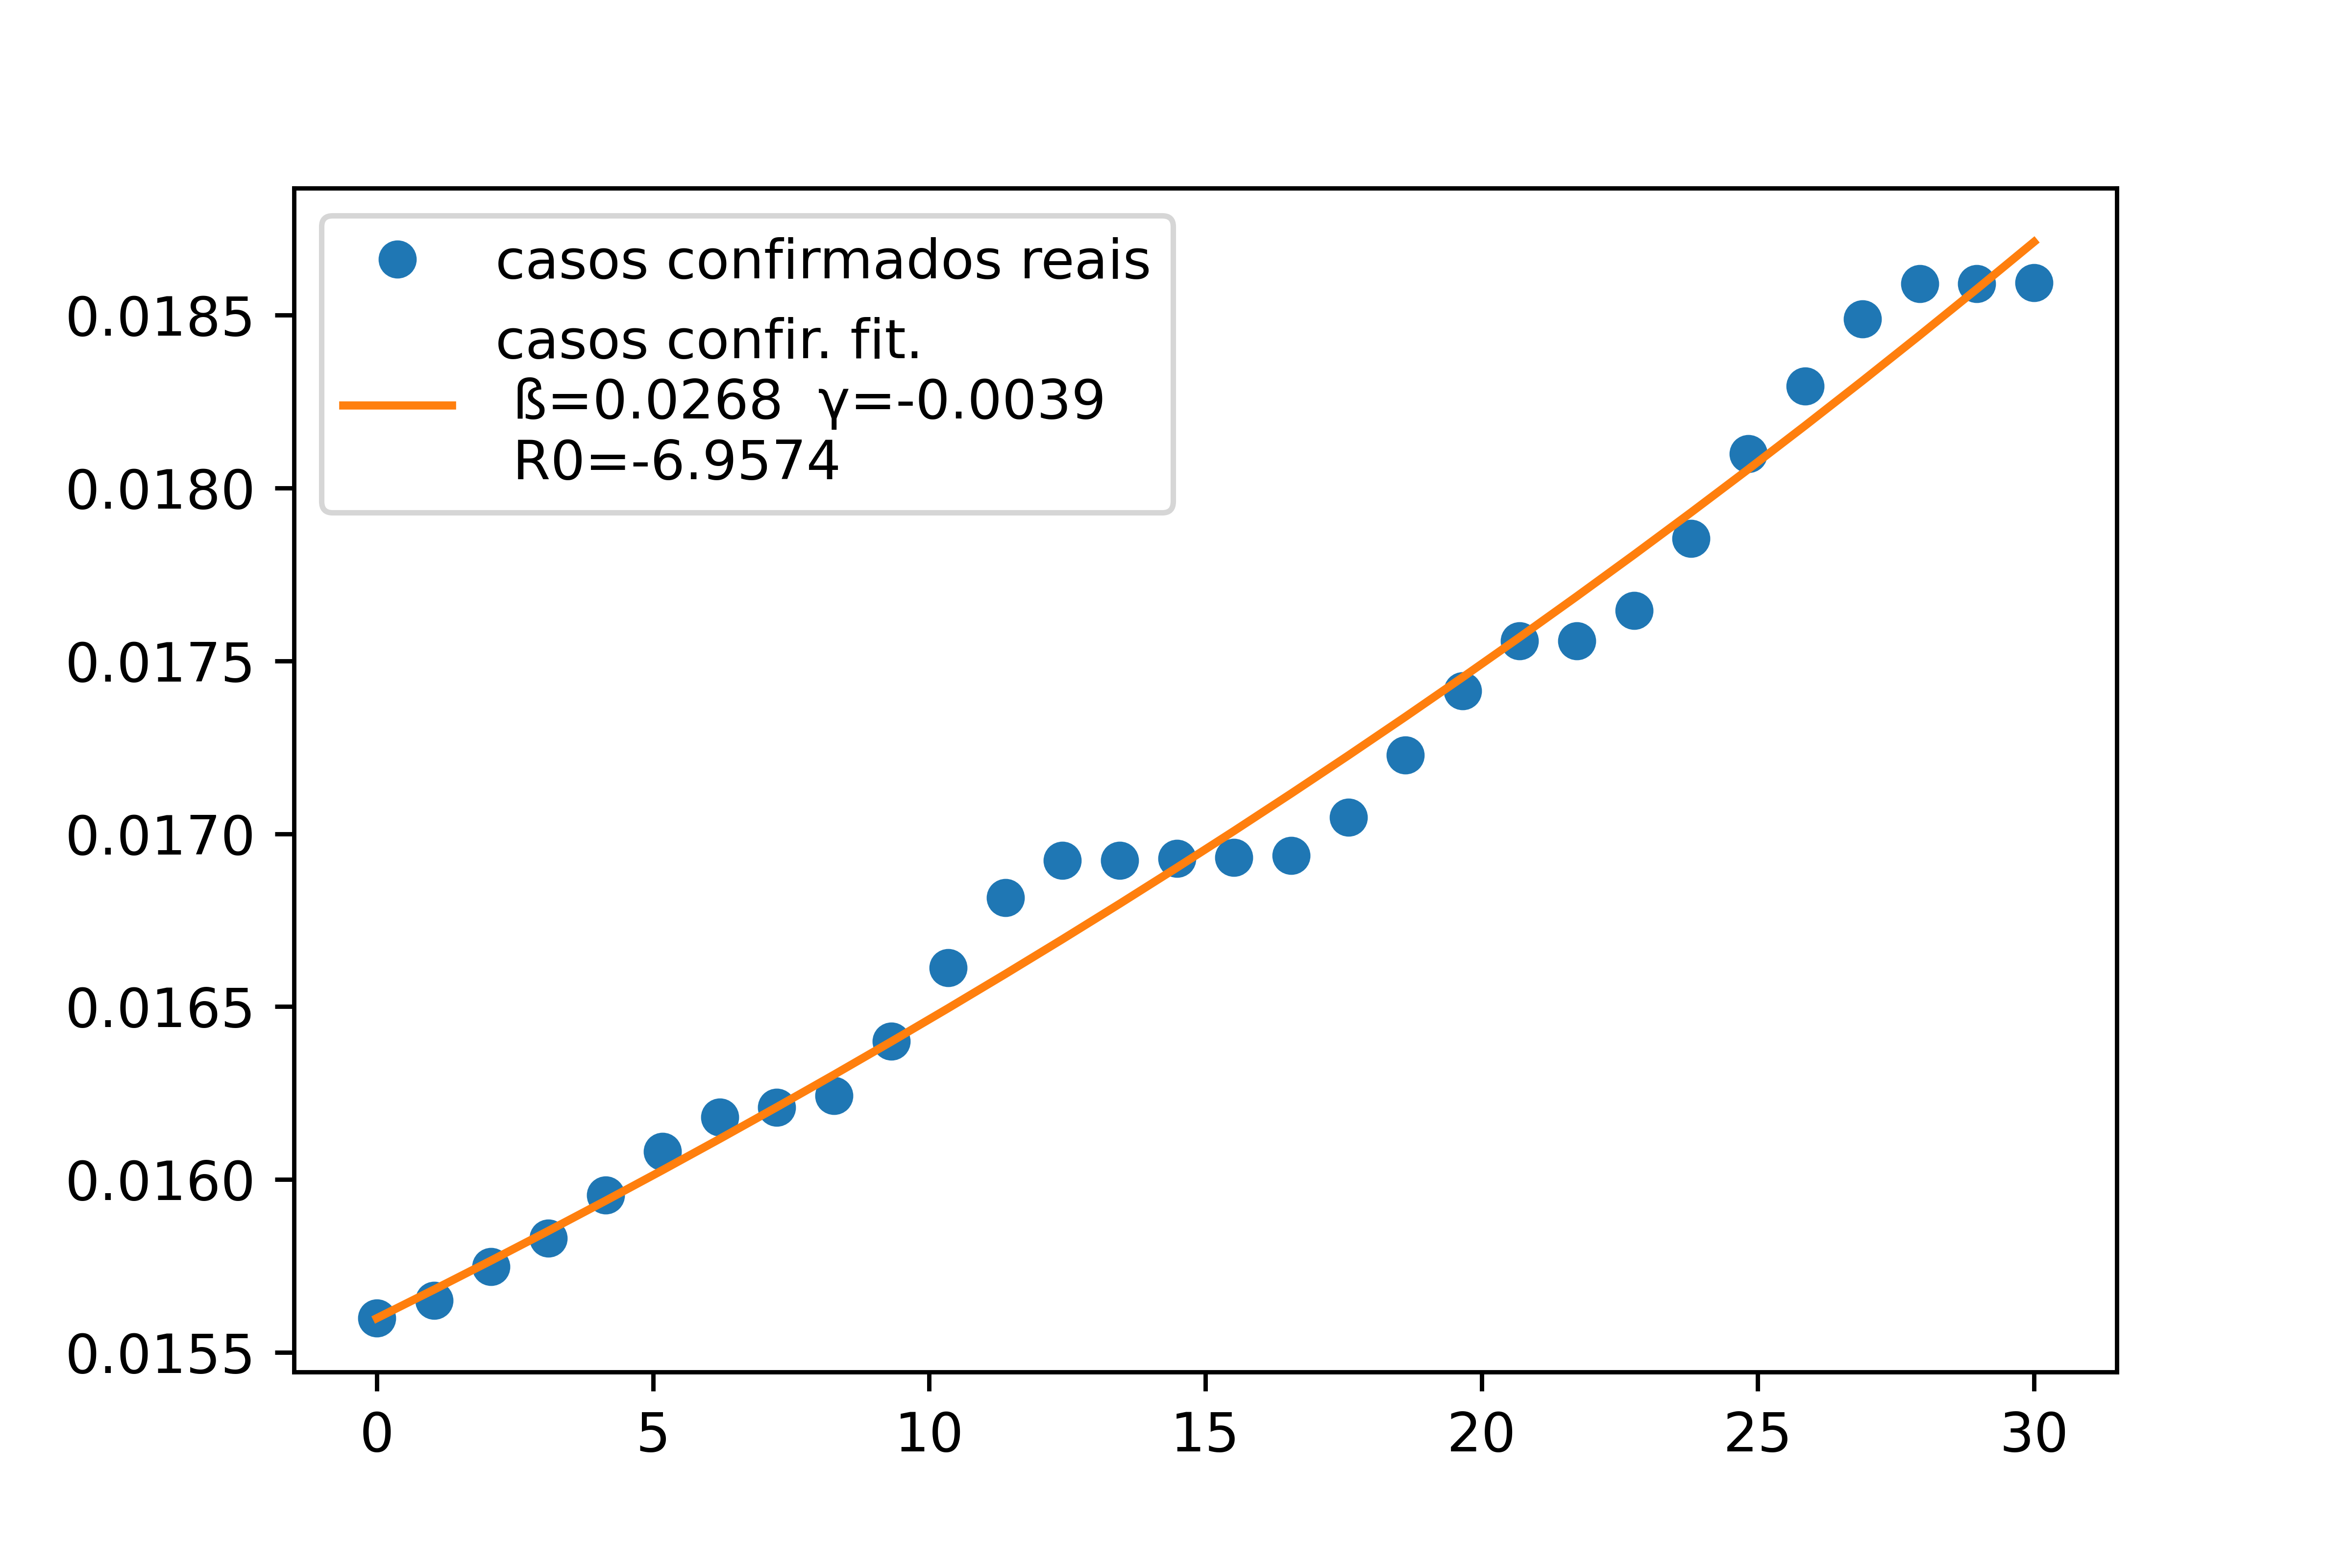 casos confirmados reais
casos confir. fit.
ß=0.0268 γ=-0.0039
R0=-6.9574
0.0185
0.0180
0.0175
0.0170
0.0165
0.0160
0.0155
0 5 10 15 20 25 30